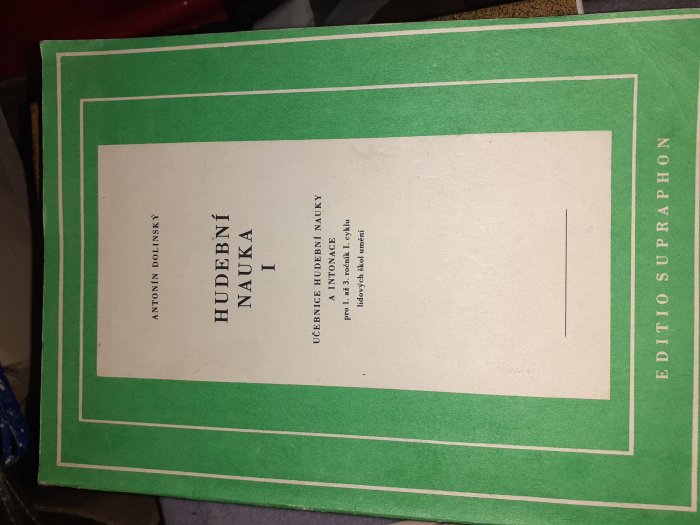 ANTONÍN DOLINSKÝ
HUDEBNÍ
NAUKA
I
UČEBNICE HUDEBNÍ NAUKY
A INTONACE
pro 1. až 3. ročník I. cyklu
lidových škol umění
EDITIO SUPRAPHON